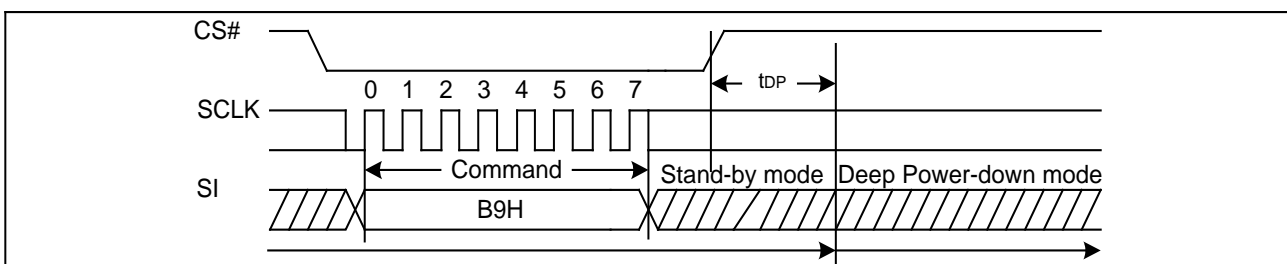 CS#
tDP
0 1 2 3 4 5 6 7
SCLK
Command
Stand-by mode Deep Power-down mode
SI
B9H